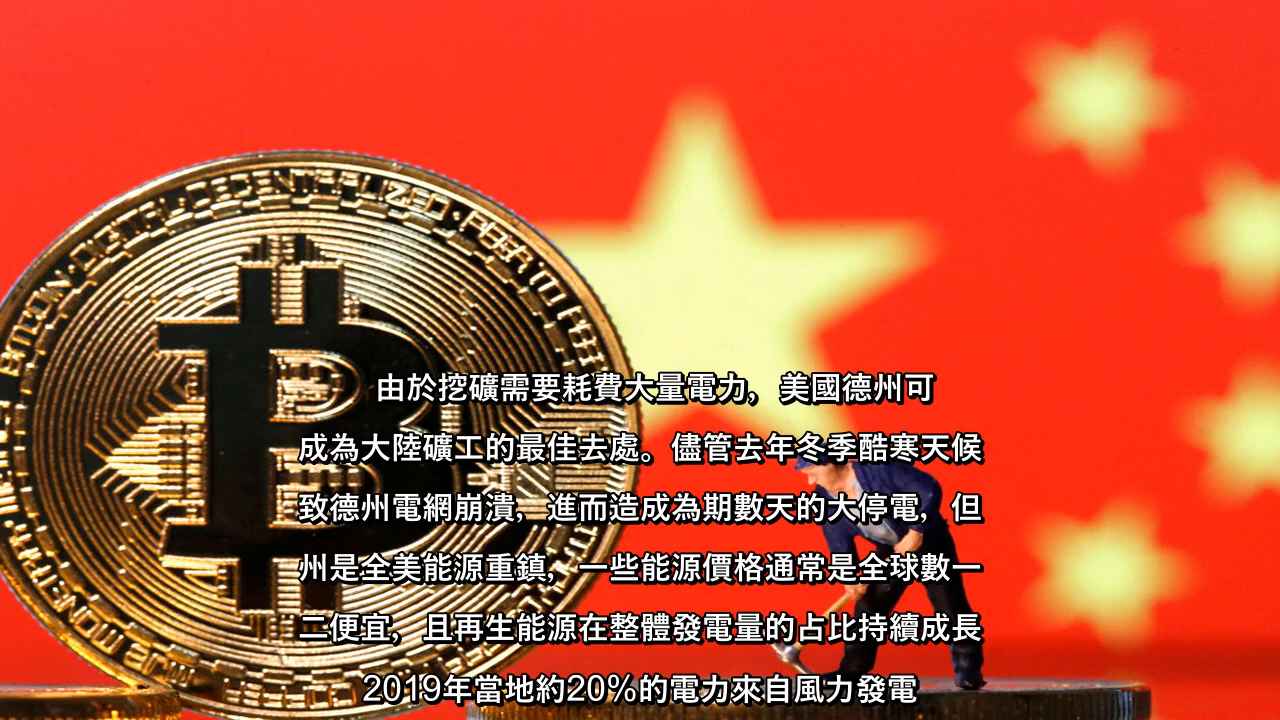 BITCOIN · DIGITAL DECENTRALIZED · PEER TO PEER
由於挖礦需要耗費大量電力，美國德州可
成為大陸礦工的最佳去處。儘管去年冬季酷寒天候
致德州電網崩潰，進而造成為期數天的大停電，但
州是全美能源重鎮，一些能源價格通常是全球數一
二便宜，且再生能源在整體發電量的占比持續成長
2019年當地約20%的電力來自風力發電